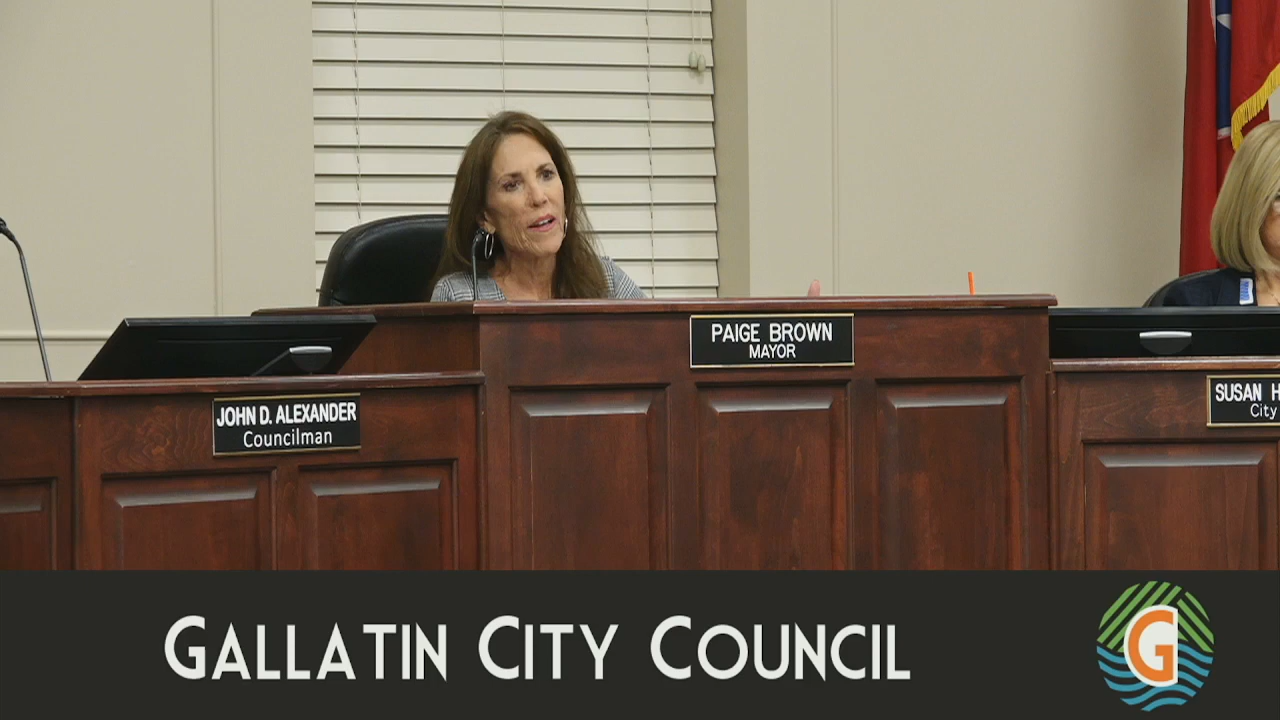 PAIGE BROWN
MAYOR
JOHN D. ALEXANDER
Councilman
SUSAN
City
GALLATIN CITY COUNCIL
G